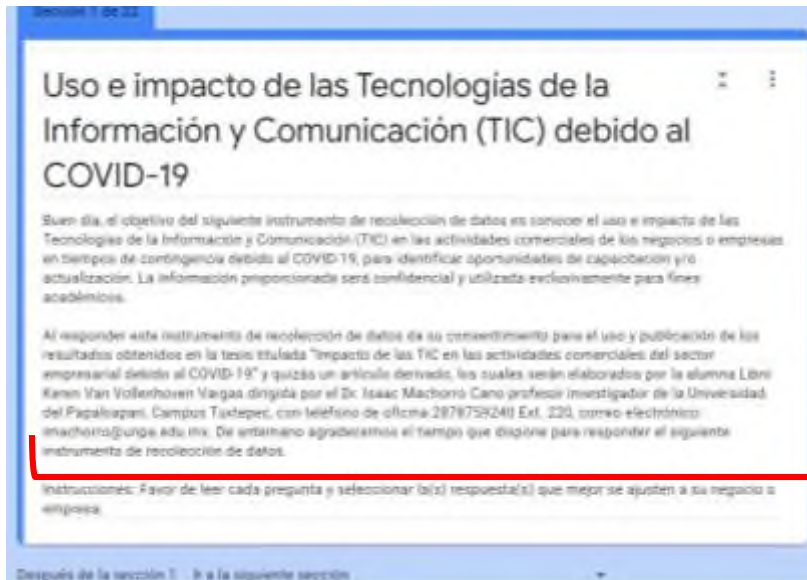 Sección 1 de 22
Uso e impacto de las Tecnologías de la
Información y Comunicación (TIC) debido al
COVID-19
Buen día, el objetivo del siguiente instrumento de recolección de datos es conocer el uso e impacto de las
Tecnologías de la Información y Comunicación (TIC) en las actividades comerciales de los negocios o empresas
en tiempos de contingencia debido al COVID-19, para identificar oportunidades de capacitación y/o
actualización. La información proporcionada será confidencial y utilizada exclusivamente para fines
académicos.
Al responder este instrumento de recolección de datos da su consentimiento para el uso y publicación de los
resultados obtenidos en la tesis titulada "Impacto de las TIC en las actividades comerciales del sector
empresarial debido al COVID-19" y quizás un artículo derivado, los cuales serán elaborados por la alumna Libni
Keren Van Vollenhoven Vargas dirigida por el Dr. Isaac Machorro Cano profesor investigador de la Universidad
del Papaloapan, Campus Tuxtepec, con teléfono de oficina 2878759240 Ext. 220, correo electrónico:
imachorro@unpa.edu.mx. De antemano agradecemos el tiempo que dispone para responder el siguiente
instrumento de recolección de datos.
Instrucciones: Favor de leer cada pregunta y seleccionar la(s) respuesta(s) que mejor se ajusten a su negocio o
empresa.
Después de la sección 1 Ir a la siguiente sección